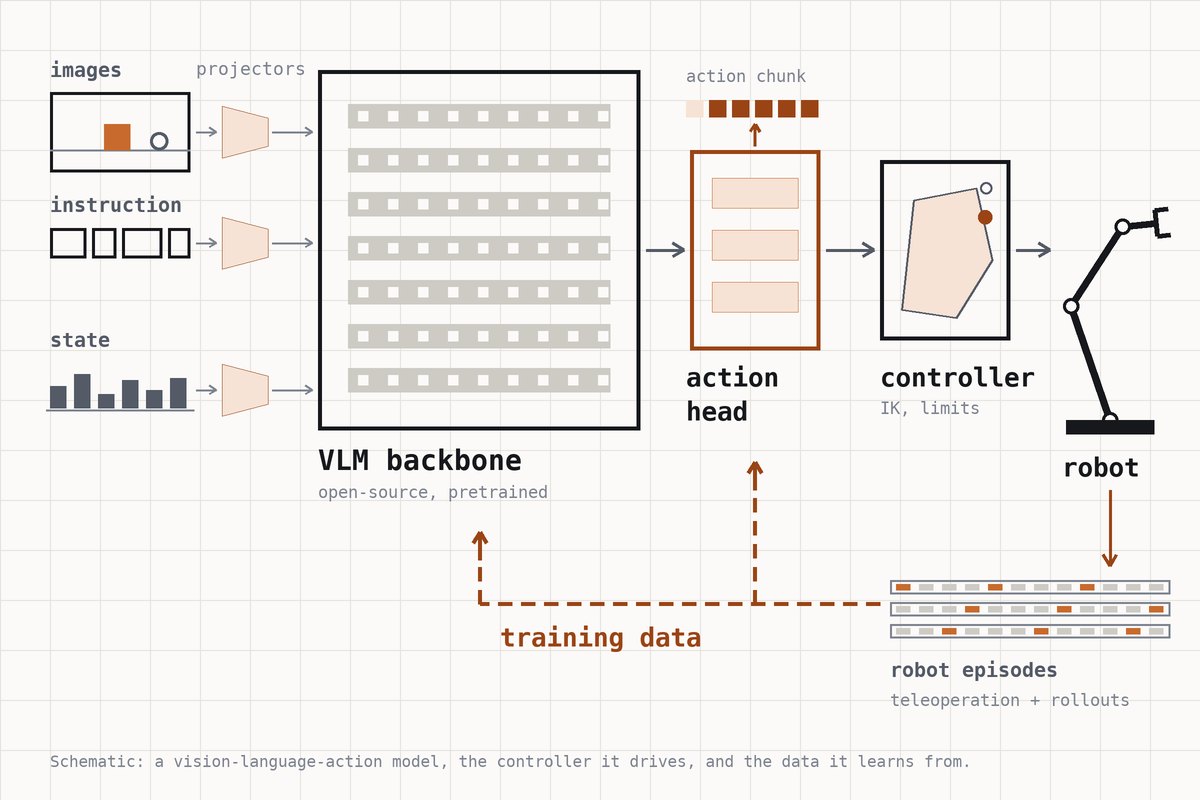 images
projectors
instruction
state
VLM backbone
open-source, pretrained
action chunk
action
head
controller
IK, limits
robot
training data
robot episodes
teleoperation + rollouts
Schematic: a vision-language-action model, the controller it drives, and the data it learns from.